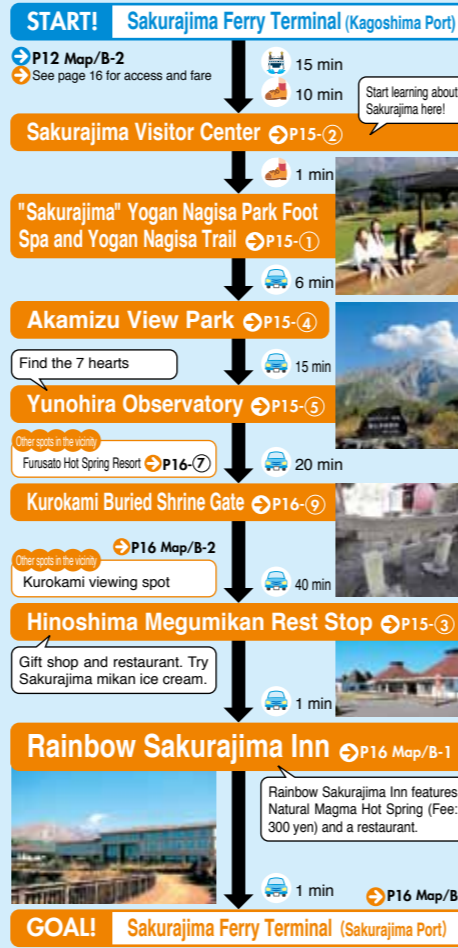 START! Sakurajima Ferry Terminal (Kagoshima Port)
P12 Map/B-2
See page 16 for access and fare
15 min
10 min
Start learning about
Sakurajima here!
Sakurajima Visitor Center P15-②
1 min
"Sakurajima" Yogan Nagisa Park Foot
Spa and Yogan Nagisa Trail P15-①
6 min
Akamizu View Park P15-④
Find the 7 hearts
15 min
Yunohira Observatory P15-⑤
Other spots in the vicinity
Furusato Hot Spring Resort P16-⑦
20 min
Kurokami Buried Shrine Gate P16-⑨
P16 Map/B-2
Other spots in the vicinity
Kurokami viewing spot
40 min
Hinoshima Megumikan Rest Stop P15-③
Gift shop and restaurant. Try
Sakurajima mikan ice cream.
1 min
Rainbow Sakurajima Inn P16 Map/B-1
Rainbow Sakurajima Inn features
Natural Magma Hot Spring (Fee:
300 yen) and a restaurant.
1 min
P16 Map/B
GOAL! Sakurajima Ferry Terminal (Sakurajima Port)